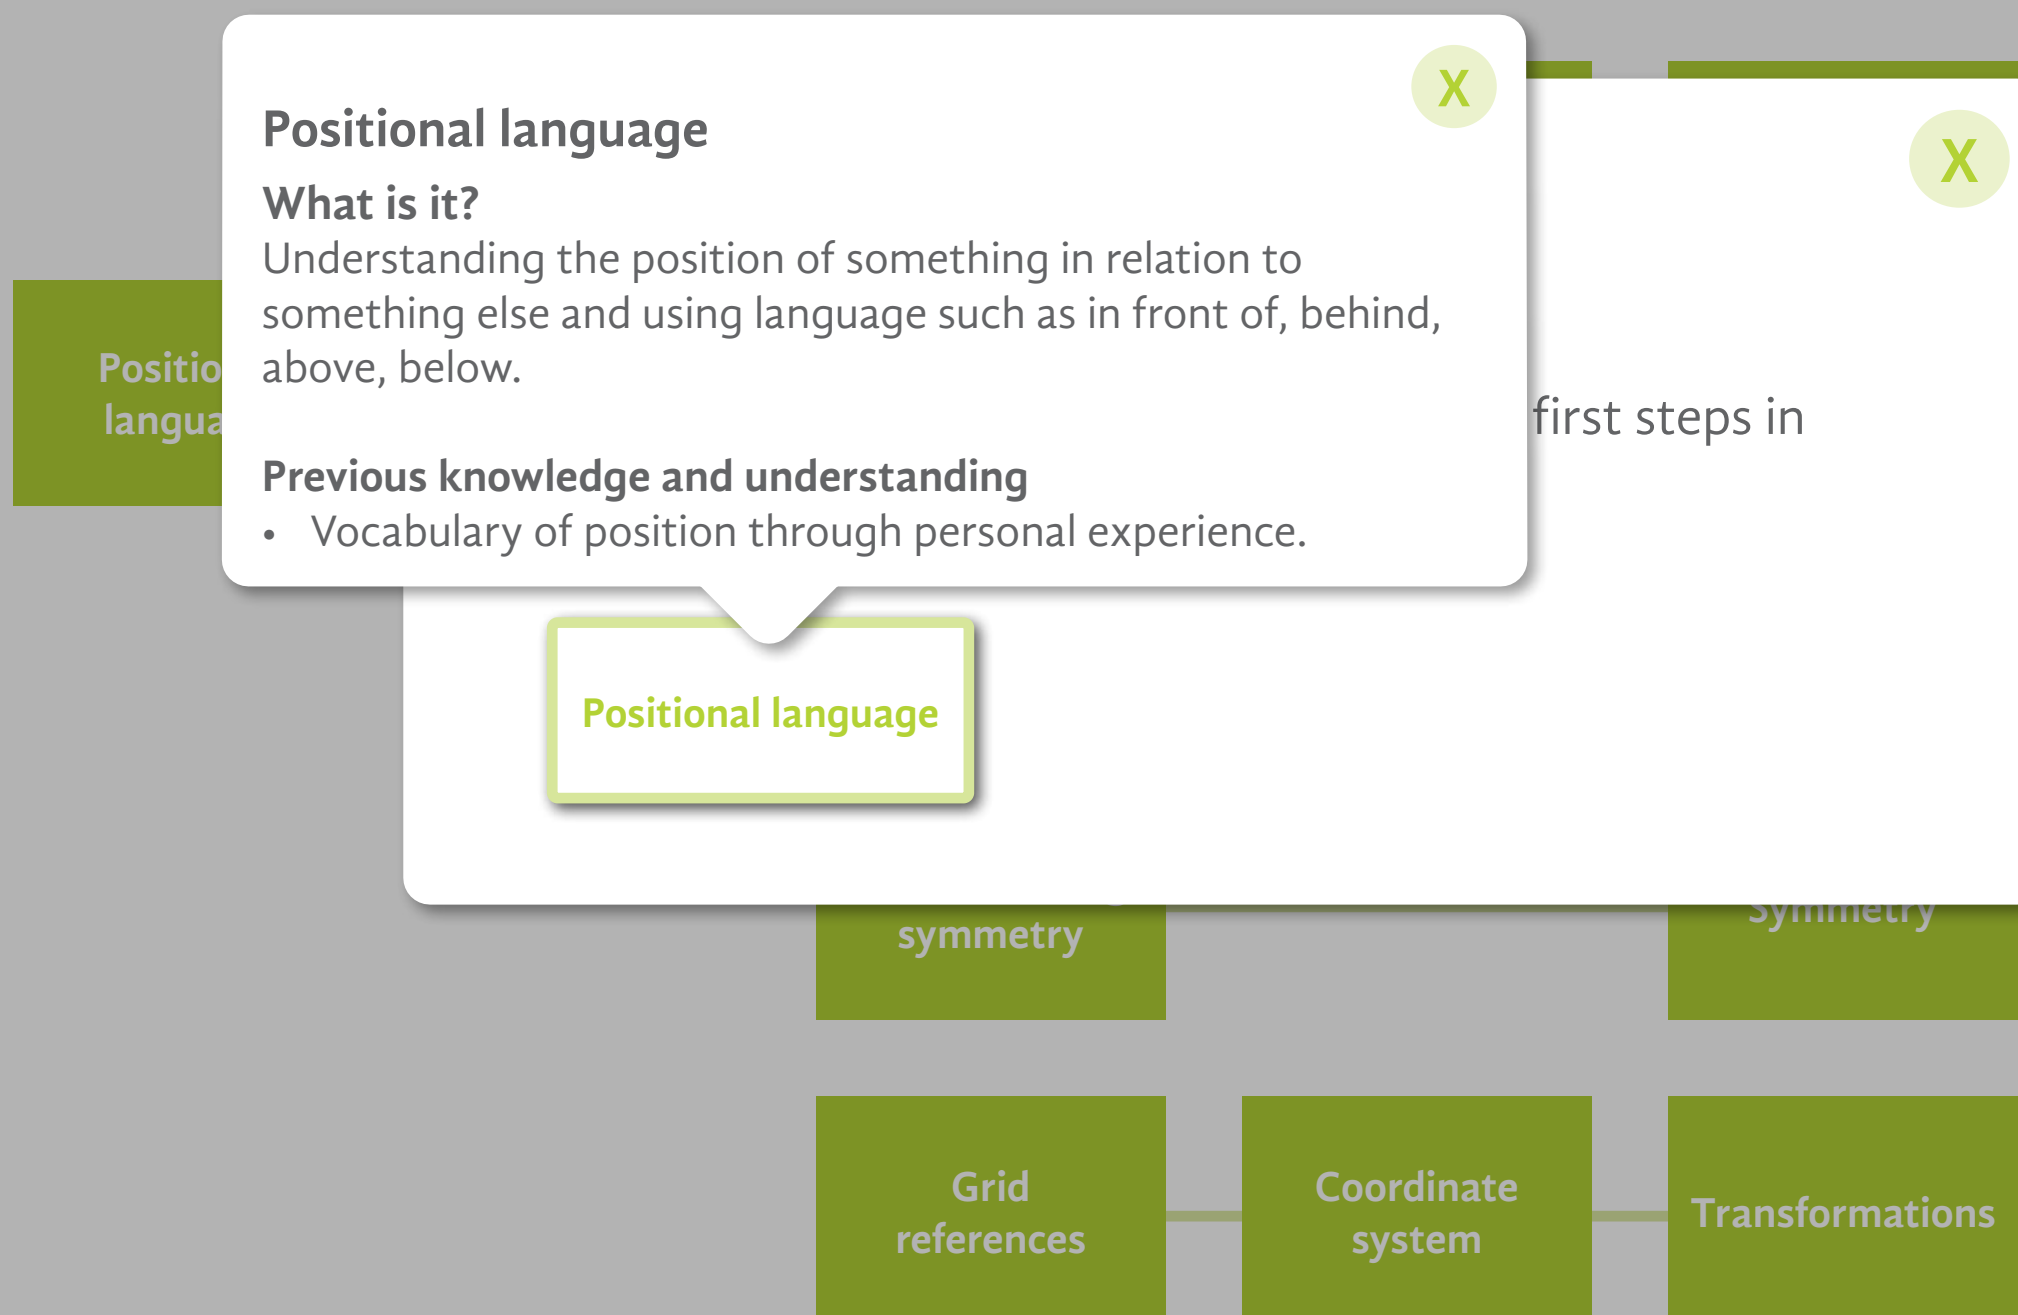 X
Positional language
X
What is it?
Understanding the position of something in relation to
something else and using language such as in front of, behind,
above, below.
first steps in
Previous knowledge and understanding
• Vocabulary of position through personal experience.
Positional language
symmetry
Symmetry
Grid
references
Coordinate
system
Transformations